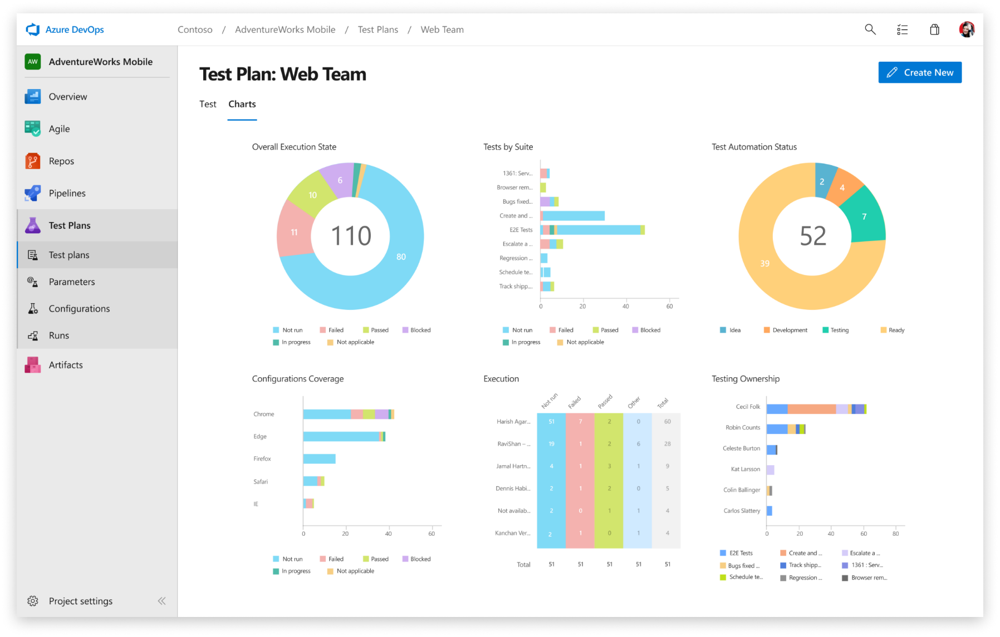 Azure DevOps
Contoso / AdventureWorks Mobile / Test Plans / Web Team
AW AdventureWorks Mobile
Overview
Agile
Repos
Pipelines
Test Plans
Test plans
Parameters
Configurations
Runs
Artifacts
Project settings
Test Plan: Web Team
Create New
Test Charts
Overall Execution State
6
10
11
110
80
Not run Failed Passed Blocked
In progress Not applicable
Tests by Suite
1361: Serv...
Browser rem...
Bugs fixed...
Create and ...
E2E Tests
Escalate a ...
Regression ...
Schedule te...
Track shipp....
0 20 40 60
Not run Failed Passed Blocked
In progress Not applicable
Test Automation Status
2
4
7
52
39
Idea Development Testing Ready
Configurations Coverage
Chrome
Edge
Firefox
Safari
IE
0 20 40 60
Not run Failed Passed Blocked
In progress Not applicable
Execution
Not run Failed Passed Other Total
Harish Agar... 51 7 2 0 60
RaviShan – ... 19 1 2 6 28
Jamal Hartn... 4 1 3 1 9
Dennis Habi... 2 1 2 0 5
Not availab... 2 0 1 1 4
Kanchan Ver... 2 1 0 1 4
Total 51 51 51 51 51
Testing Ownership
Cecil Folk
Robin Counts
Celeste Burton
Kat Larsson
Colin Ballinger
Carlos Slattery
0 20 40 60 80
E2E Tests Create and ... Escalate a ...
Bugs fixed ... Track shipp... 1361 : Serv...
Schedule te... Regression ... Browser rem...